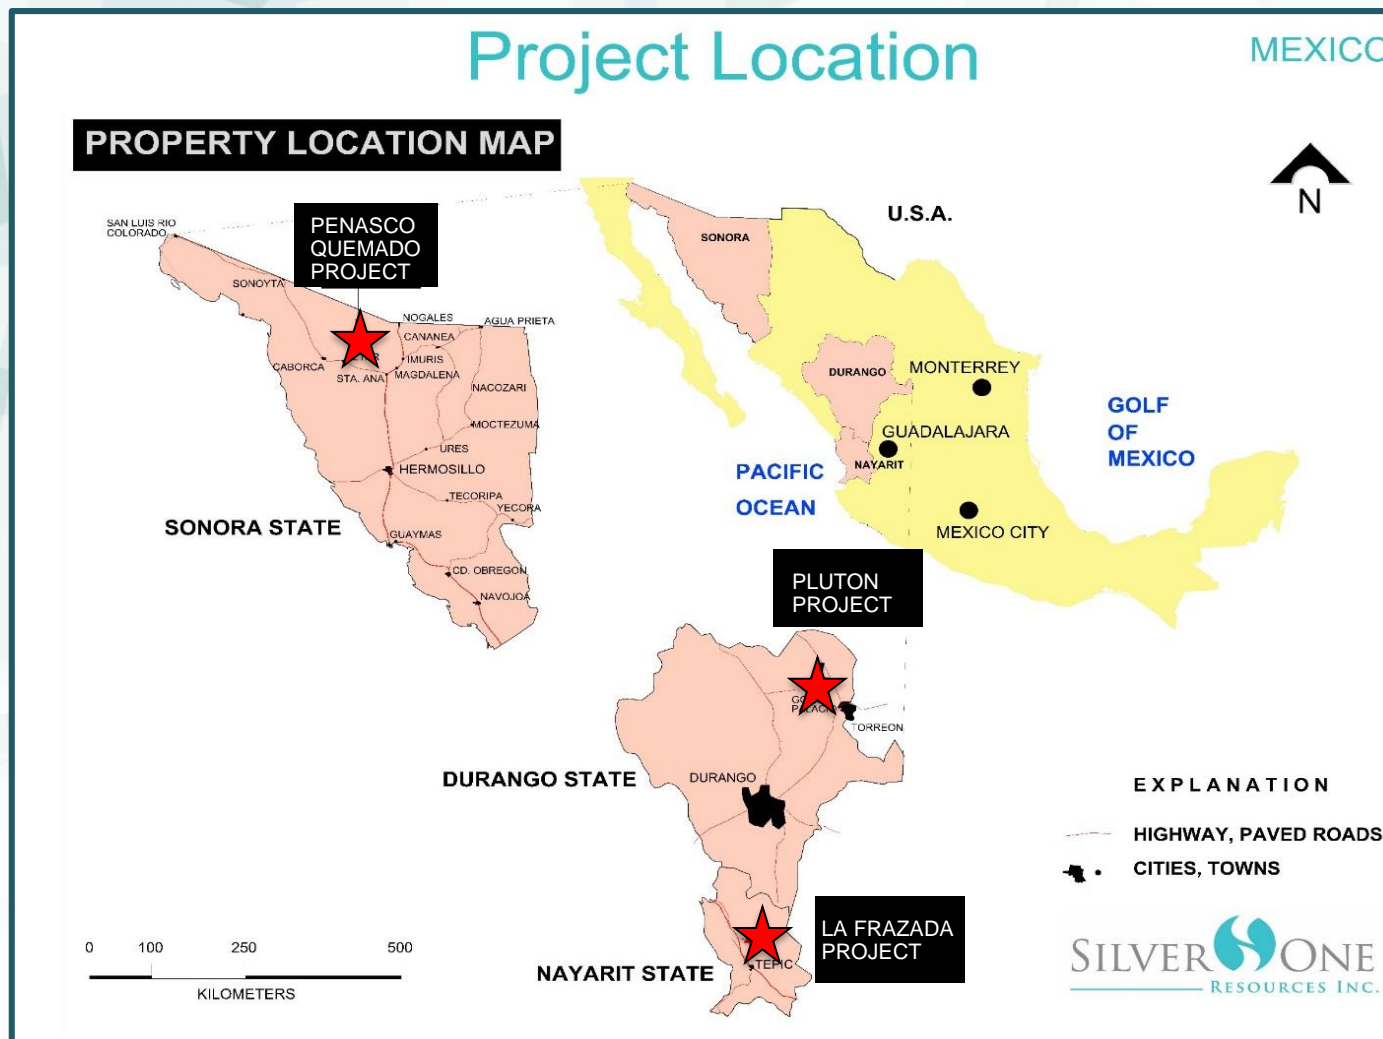 Project Location
MEXICO
PROPERTY LOCATION MAP
N
SAN LUIS RIO
COLORADO
PENASCO
QUEMADO
PROJECT
SONOYTA
NOGALES
AGUA PRIETA
CANANEA
CABORCA
IMURIS
STA. ANA
MAGDALENA
NACOZARI
MOCTEZUMA
URES
HERMOSILLO
TECORIPA
YECORA
SONORA STATE
GUAYMAS
CD. OBREGON
NAVOJOA
U.S.A.
SONORA
DURANGO
MONTERREY
GUADALAJARA
NAYARIT
GOLF
OF
MEXICO
PACIFIC
OCEAN
MEXICO CITY
PLUTON
PROJECT
TORREON
DURANGO STATE
DURANGO
LA FRAZADA
PROJECT
TEPIC
NAYARIT STATE
EXPLANATION
HIGHWAY, PAVED ROADS
CITIES, TOWNS
0 100 250 500
KILOMETERS
SILVER ONE
RESOURCES INC.